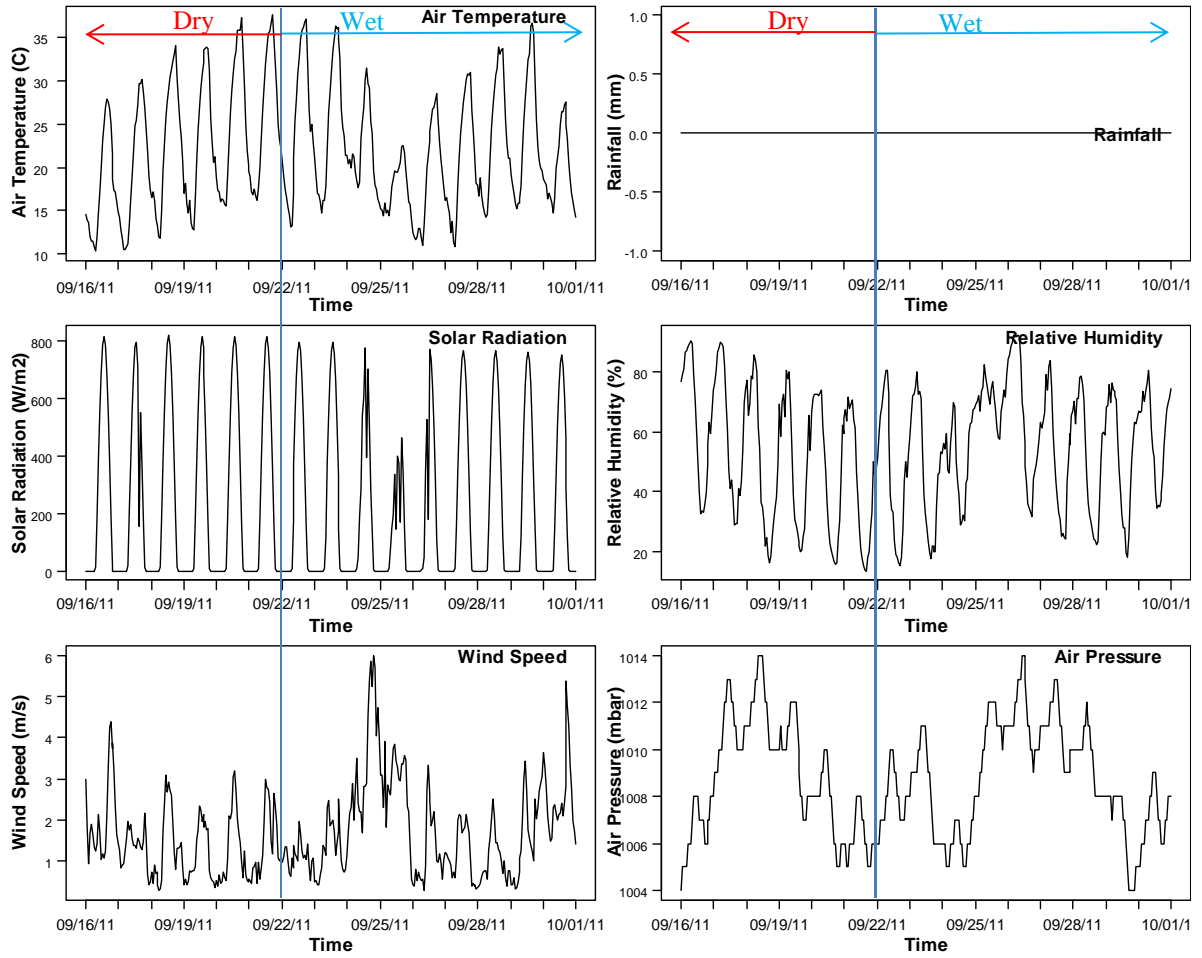 Dry
Wet
Air Temperature
Air Temperature (C)
35
30
25
20
15
10
09/16/11 09/19/11 09/22/11 09/25/11 09/28/11 10/01/11
Time
Dry
Wet
Rainfall
Rainfall (mm)
1.0
0.5
0.0
-0.5
-1.0
09/16/11 09/19/11 09/22/11 09/25/11 09/28/11 10/01/1
Time
Solar Radiation
Solar Radiation (W/m2)
800
600
400
200
0
09/16/11 09/19/11 09/22/11 09/25/11 09/28/11 10/01/11
Time
Relative Humidity
Relative Humidity (%)
80
60
40
20
09/16/11 09/19/11 09/22/11 09/25/11 09/28/11 10/01/1
Time
Wind Speed
Wind Speed (m/s)
6
5
4
3
2
1
09/16/11 09/19/11 09/22/11 09/25/11 09/28/11 10/01/11
Time
Air Pressure
Air Pressure (mbar)
1014
1012
1010
1008
1006
1004
09/16/11 09/19/11 09/22/11 09/25/11 09/28/11 10/01/1
Time